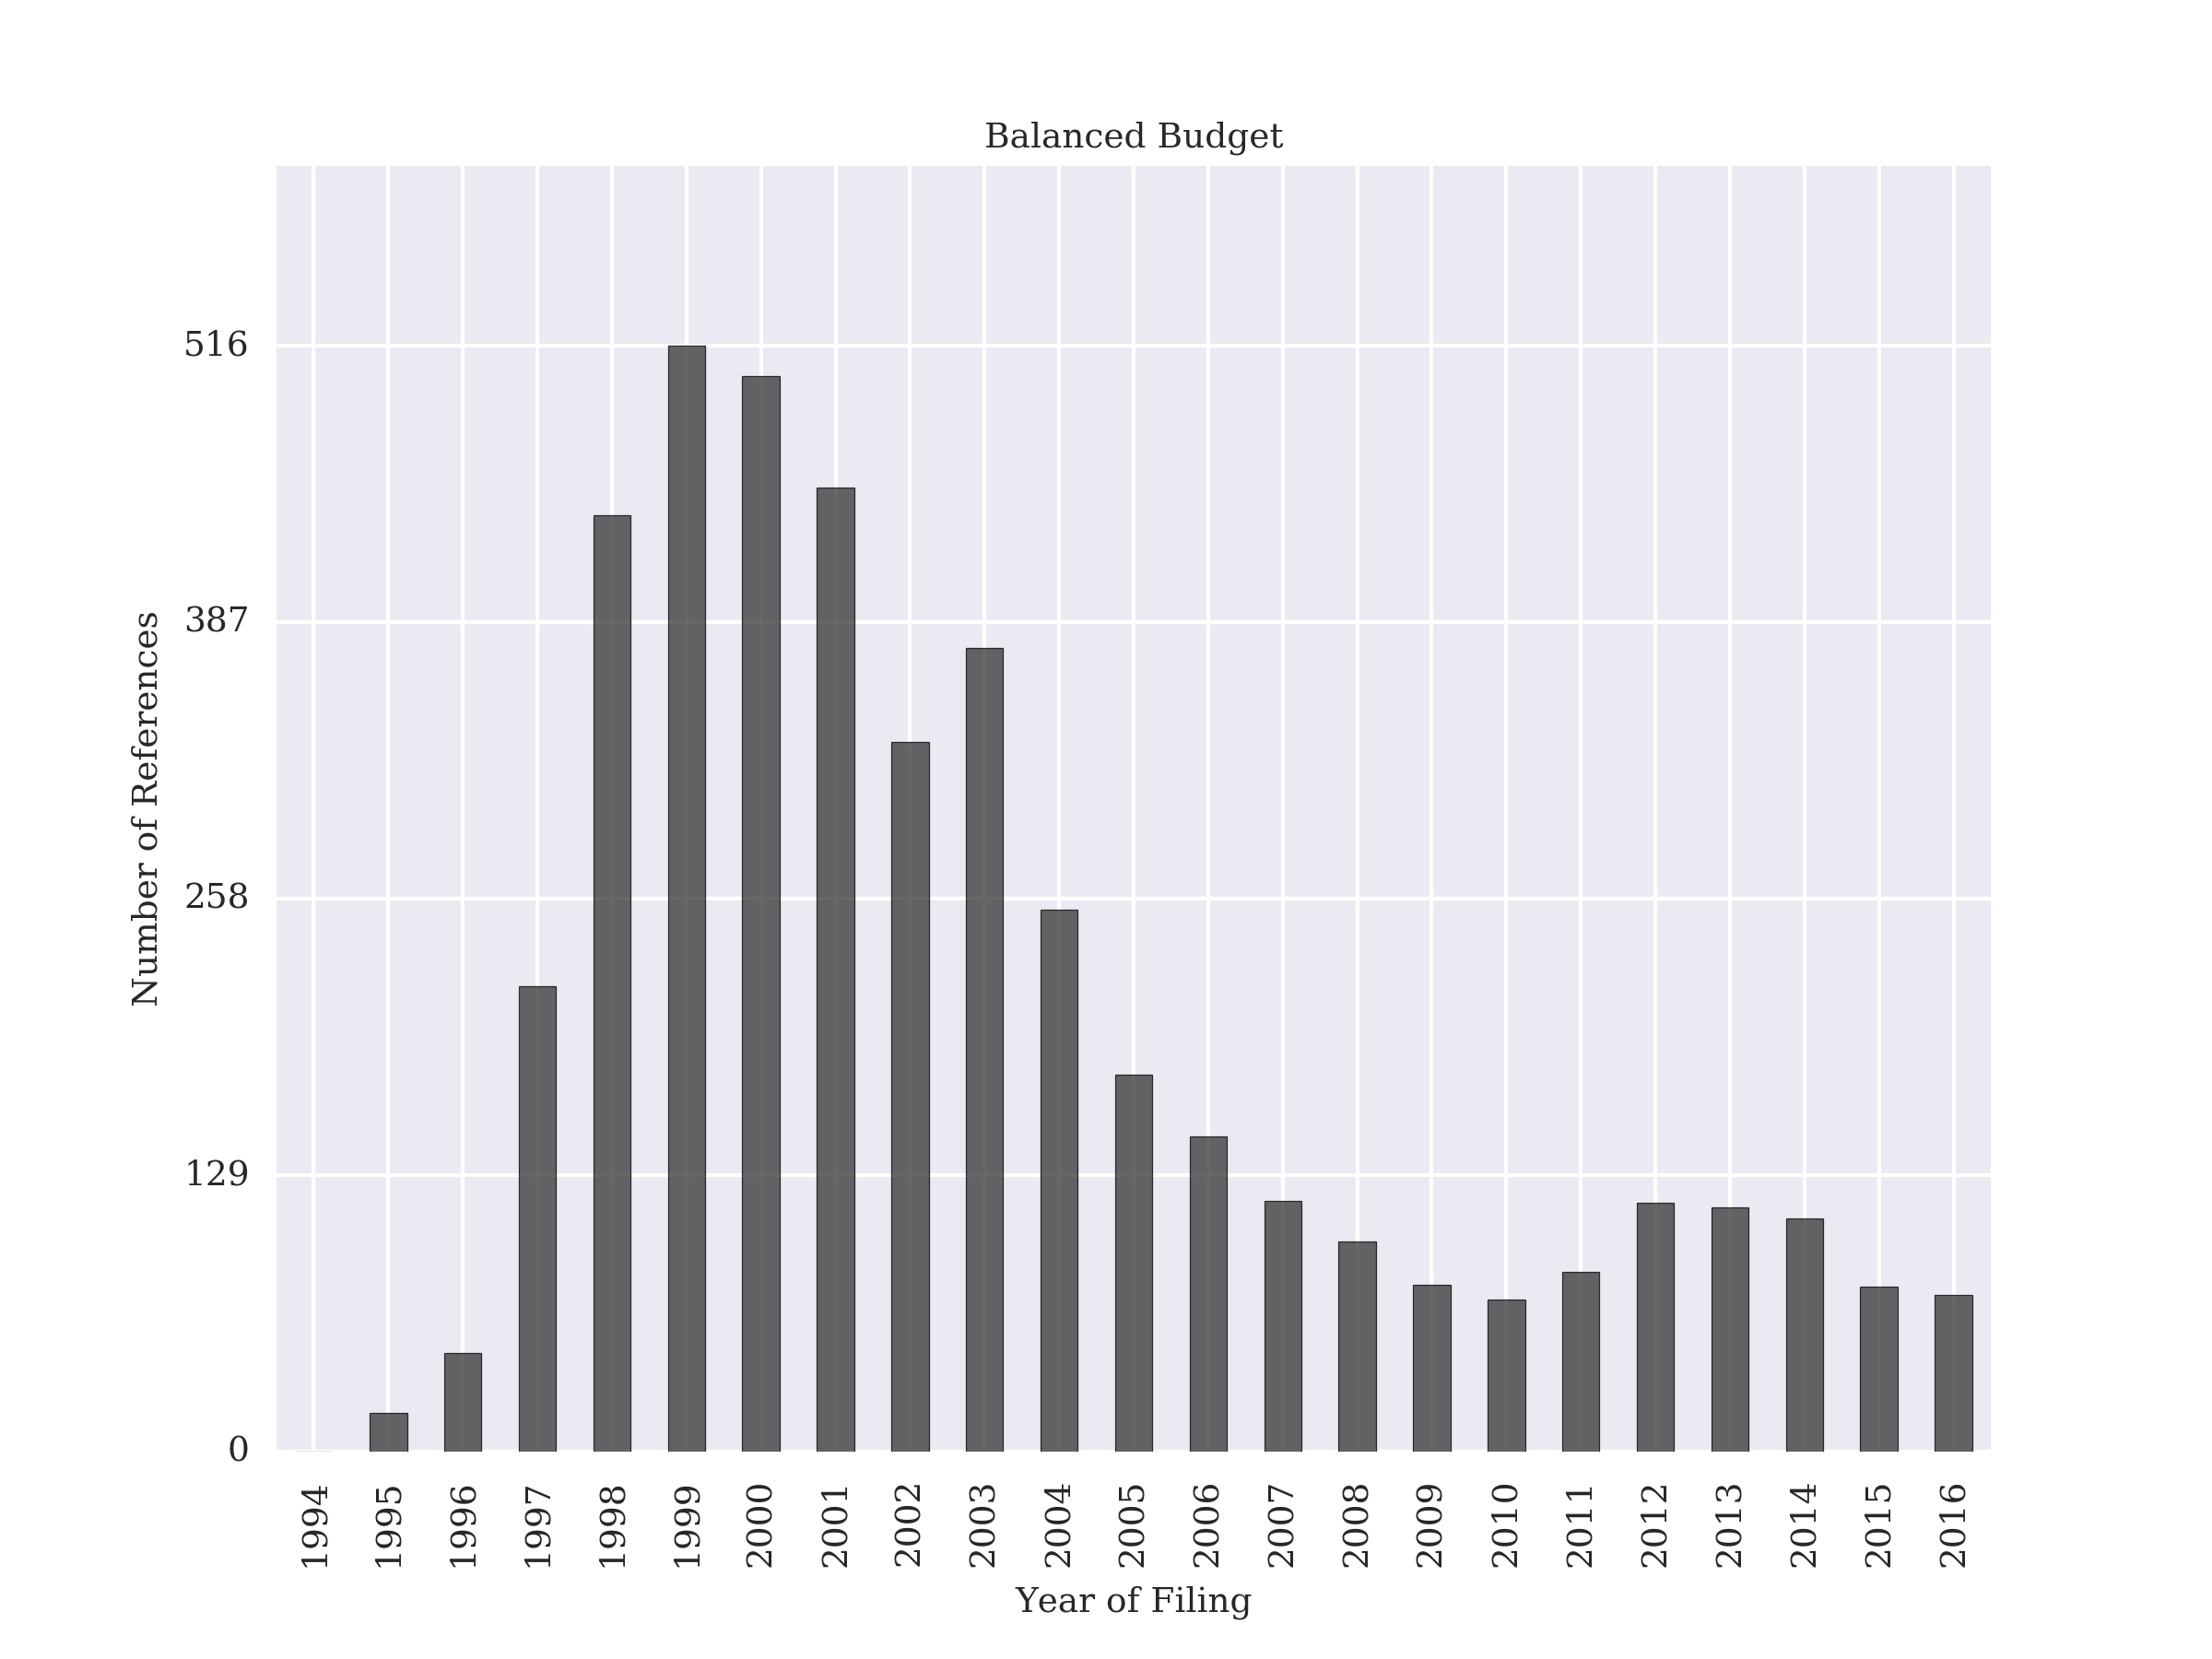 Balanced Budget
516
387
258
129
0
Number of References
1994 1995 1996 1997 1998 1999 2000 2001 2002 2003 2004 2005 2006 2007 2008 2009 2010 2011 2012 2013 2014 2015 2016
Year of Filing